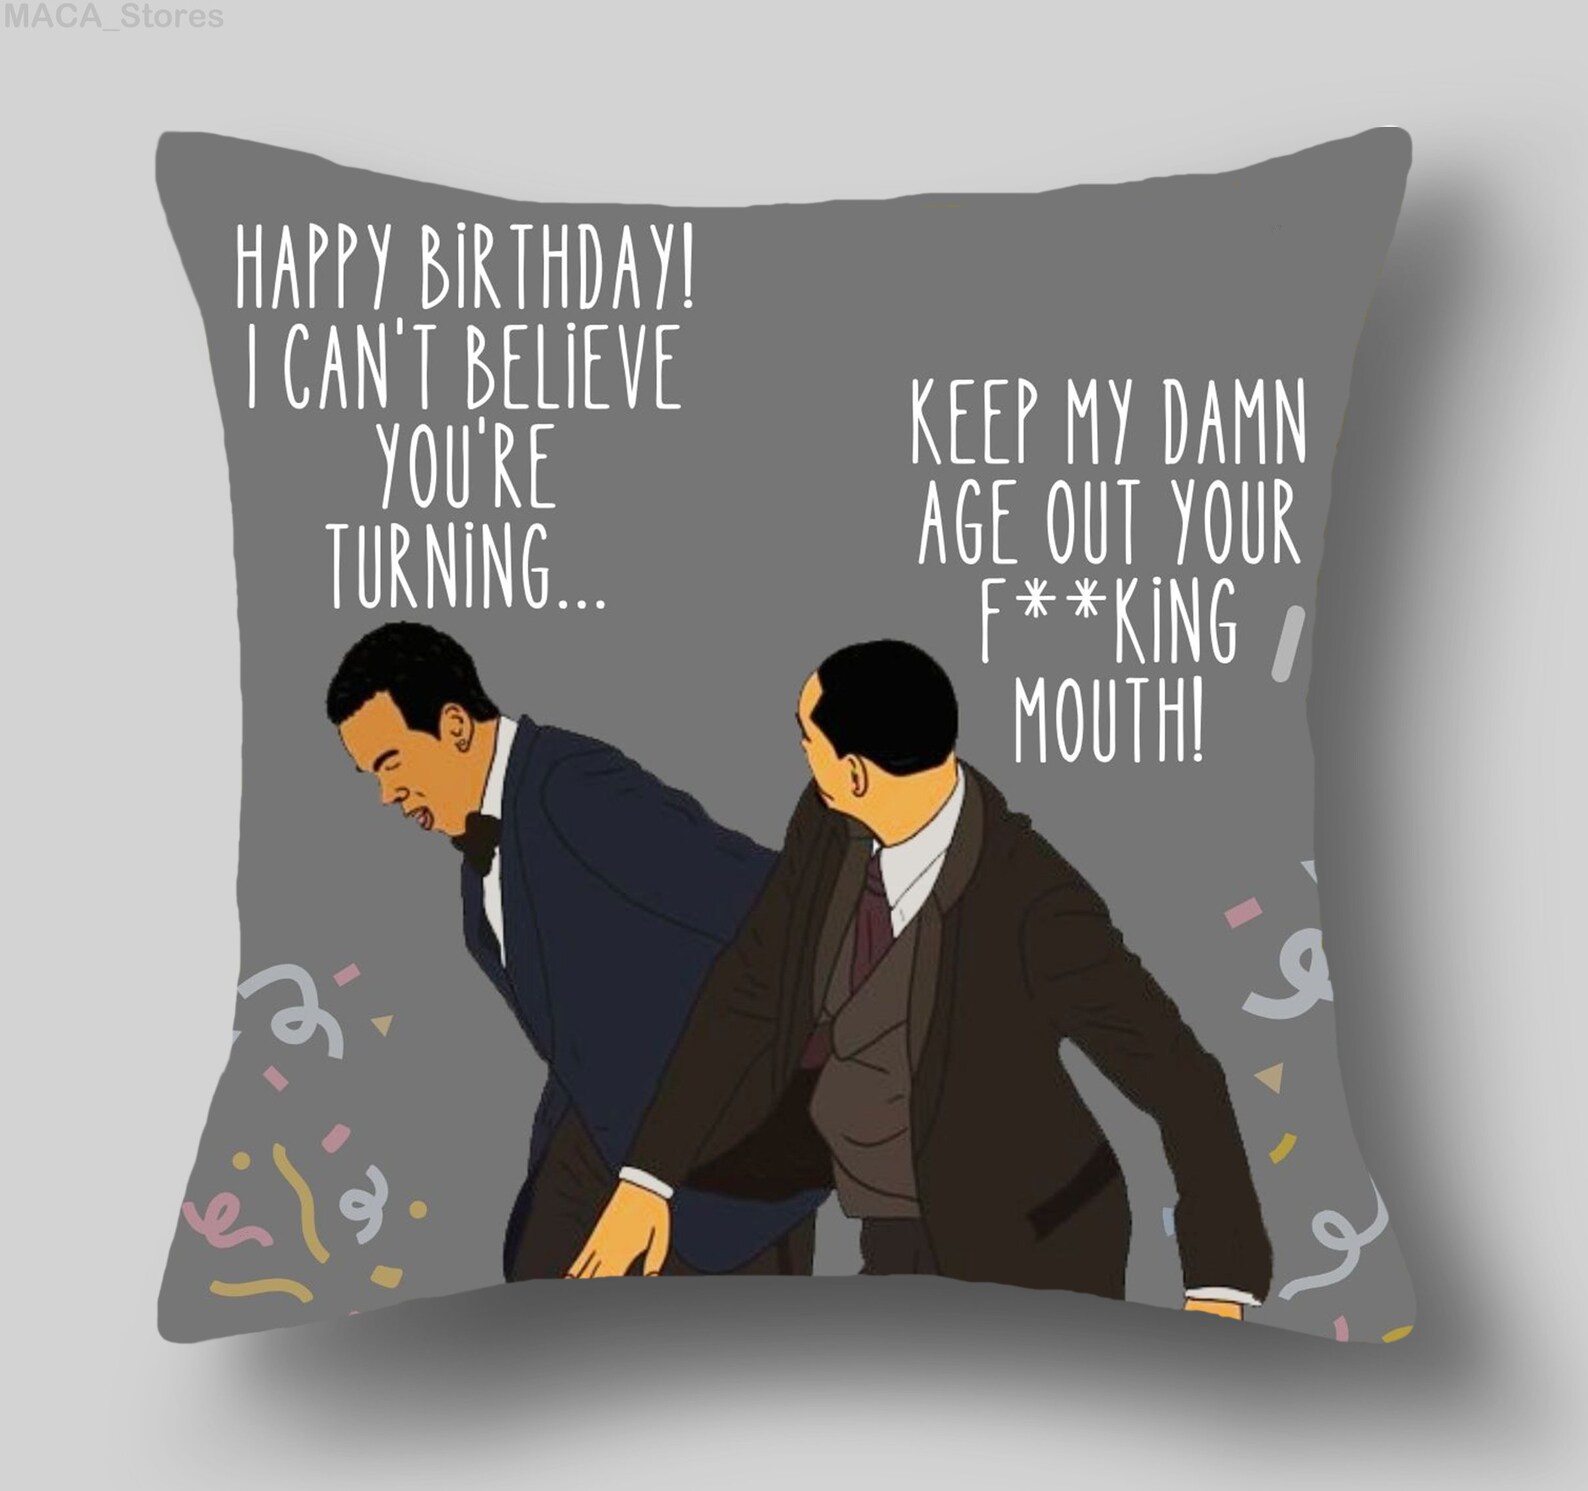 MACA_Stores
HAPPY BIRTHDAY!
I CAN'T BELIEVE
YOU'RE
TURNING...
KEEP MY DAMN
AGE OUT YOUR
F**KING
MOUTH!